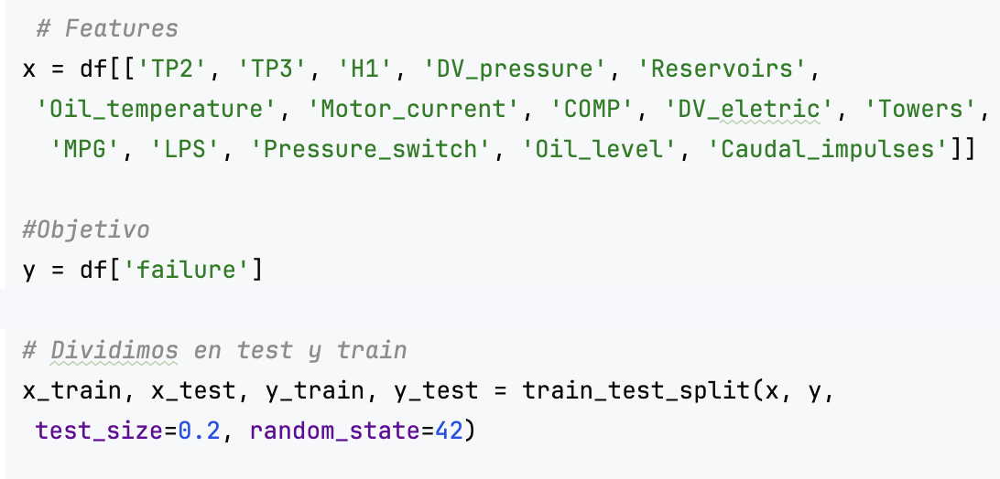 # Features
x = df[['TP2', 'TP3', 'H1', 'DV_pressure', 'Reservoirs',
'Oil_temperature', 'Motor_current', 'COMP', 'DV_eletric', 'Towers',
'MPG', 'LPS', 'Pressure_switch', 'Oil_level', 'Caudal_impulses']]
#Objetivo
y = df['failure']
# Dividimos en test y train
x_train, x_test, y_train, y_test = train_test_split(x, y,
test_size=0.2, random_state=42)